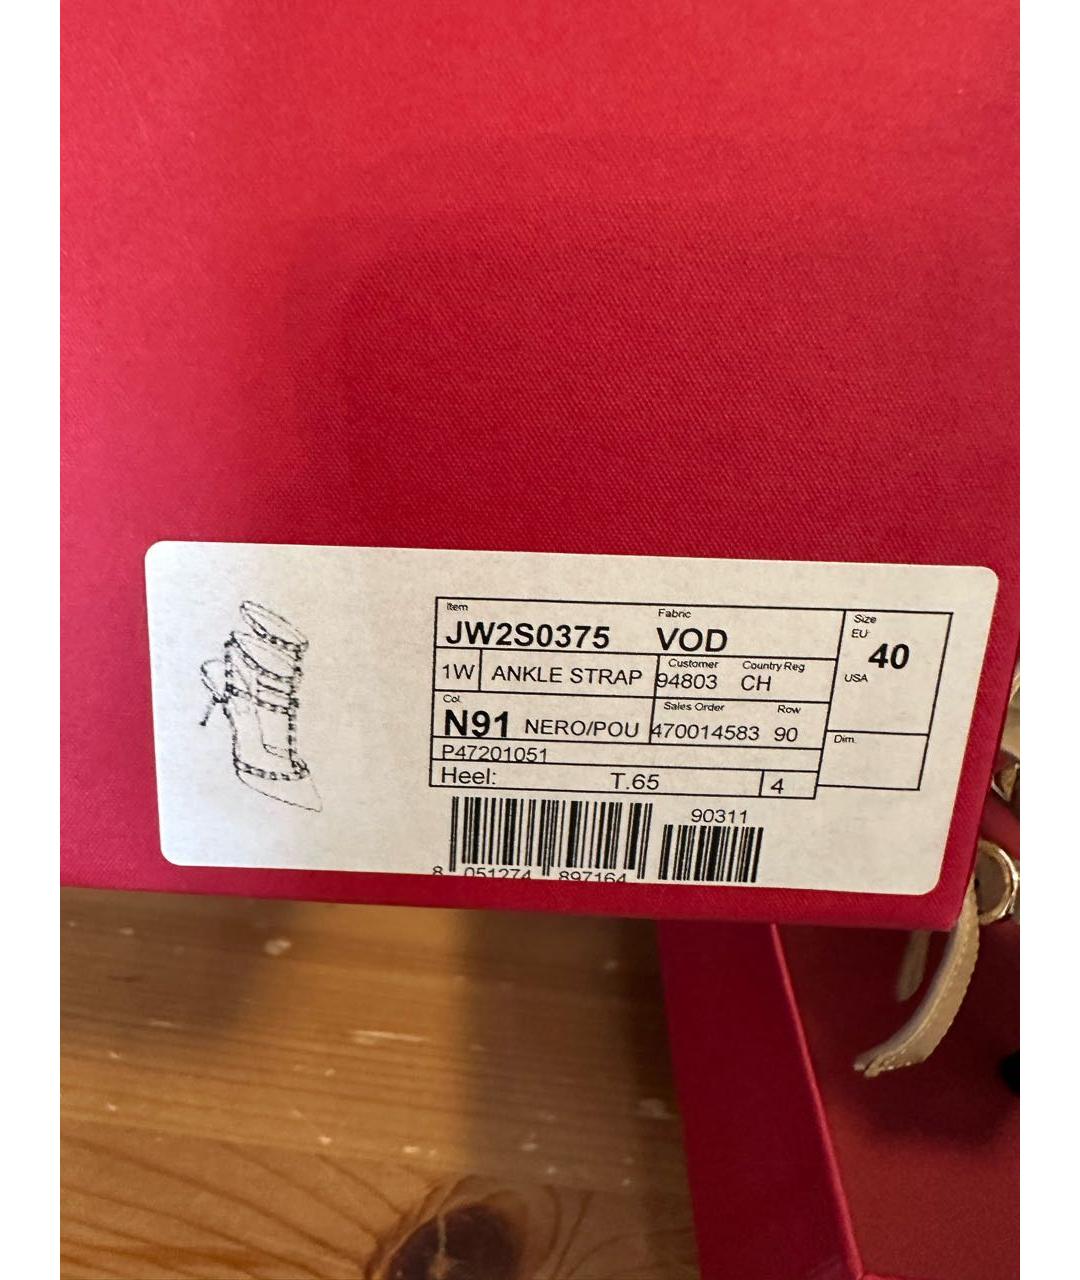 Item Fabric Size
JW2S0375 VOD EU 40
1W ANKLE STRAP Customer 94803 Country Reg CH USA
Col. N91 NERO/POU Sales Order 470014583 Row 90 Dim.
P47201051
Heel: T.65 4
90311
8 051274 897164